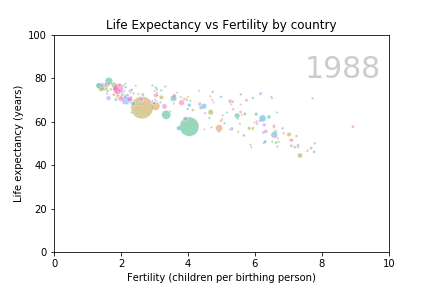 Life Expectancy vs Fertility by country
100
80
60
40
20
0
1988
Life expectancy (years)
0 2 4 6 8 10
Fertility (children per birthing person)